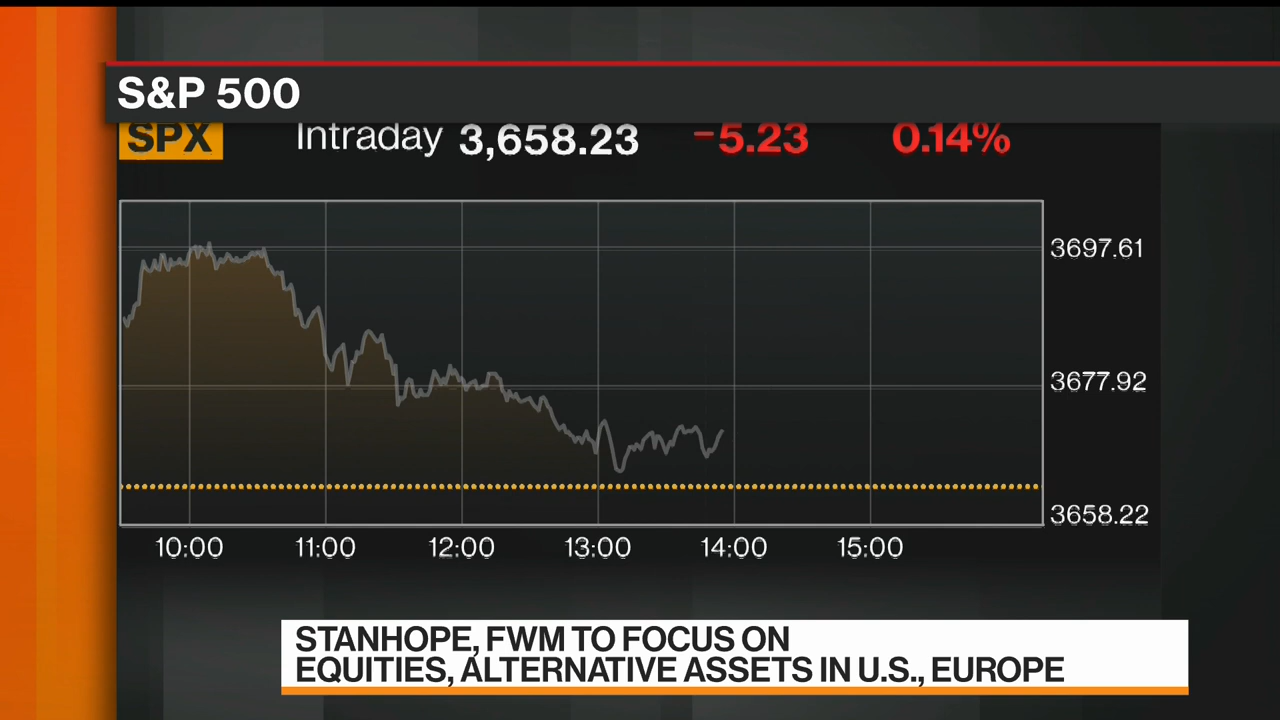 S&P 500
SPX Intraday 3,658.23 -5.23 0.14%
3697.61
3677.92
3658.22
10:00 11:00 12:00 13:00 14:00 15:00
STANHOPE, FWM TO FOCUS ON
EQUITIES, ALTERNATIVE ASSETS IN U.S., EUROPE